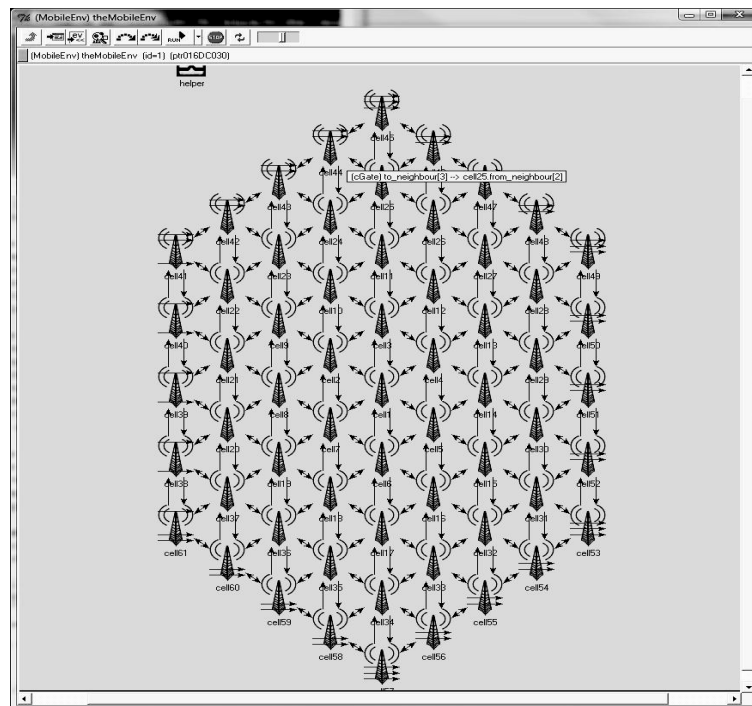 (MobileEnv) theMobileEnv
RUN
STOP
(MobileEnv) theMobileEnv (id=1) (ptr016DC030)
helper
cell45
cell44
(cGate) to_neighbour[3] --> cell25.from_neighbour[2]
cell43 cell25 cell47
cell42 cell24 cell26 cell48
cell41 cell23 cell11 cell27 cell49
cell22 cell10 cell12 cell28
cell40 cell9 cell3 cell13 cell50
cell21 cell2 cell4 cell29
cell39 cell8 cell1 cell14 cell51
cell20 cell7 cell5 cell30
cell38 cell19 cell6 cell15 cell52
cell37 cell18 cell16 cell31
cell61 cell36 cell17 cell32 cell53
cell60 cell35 cell33 cell54
cell59 cell34 cell55
cell58 cell56